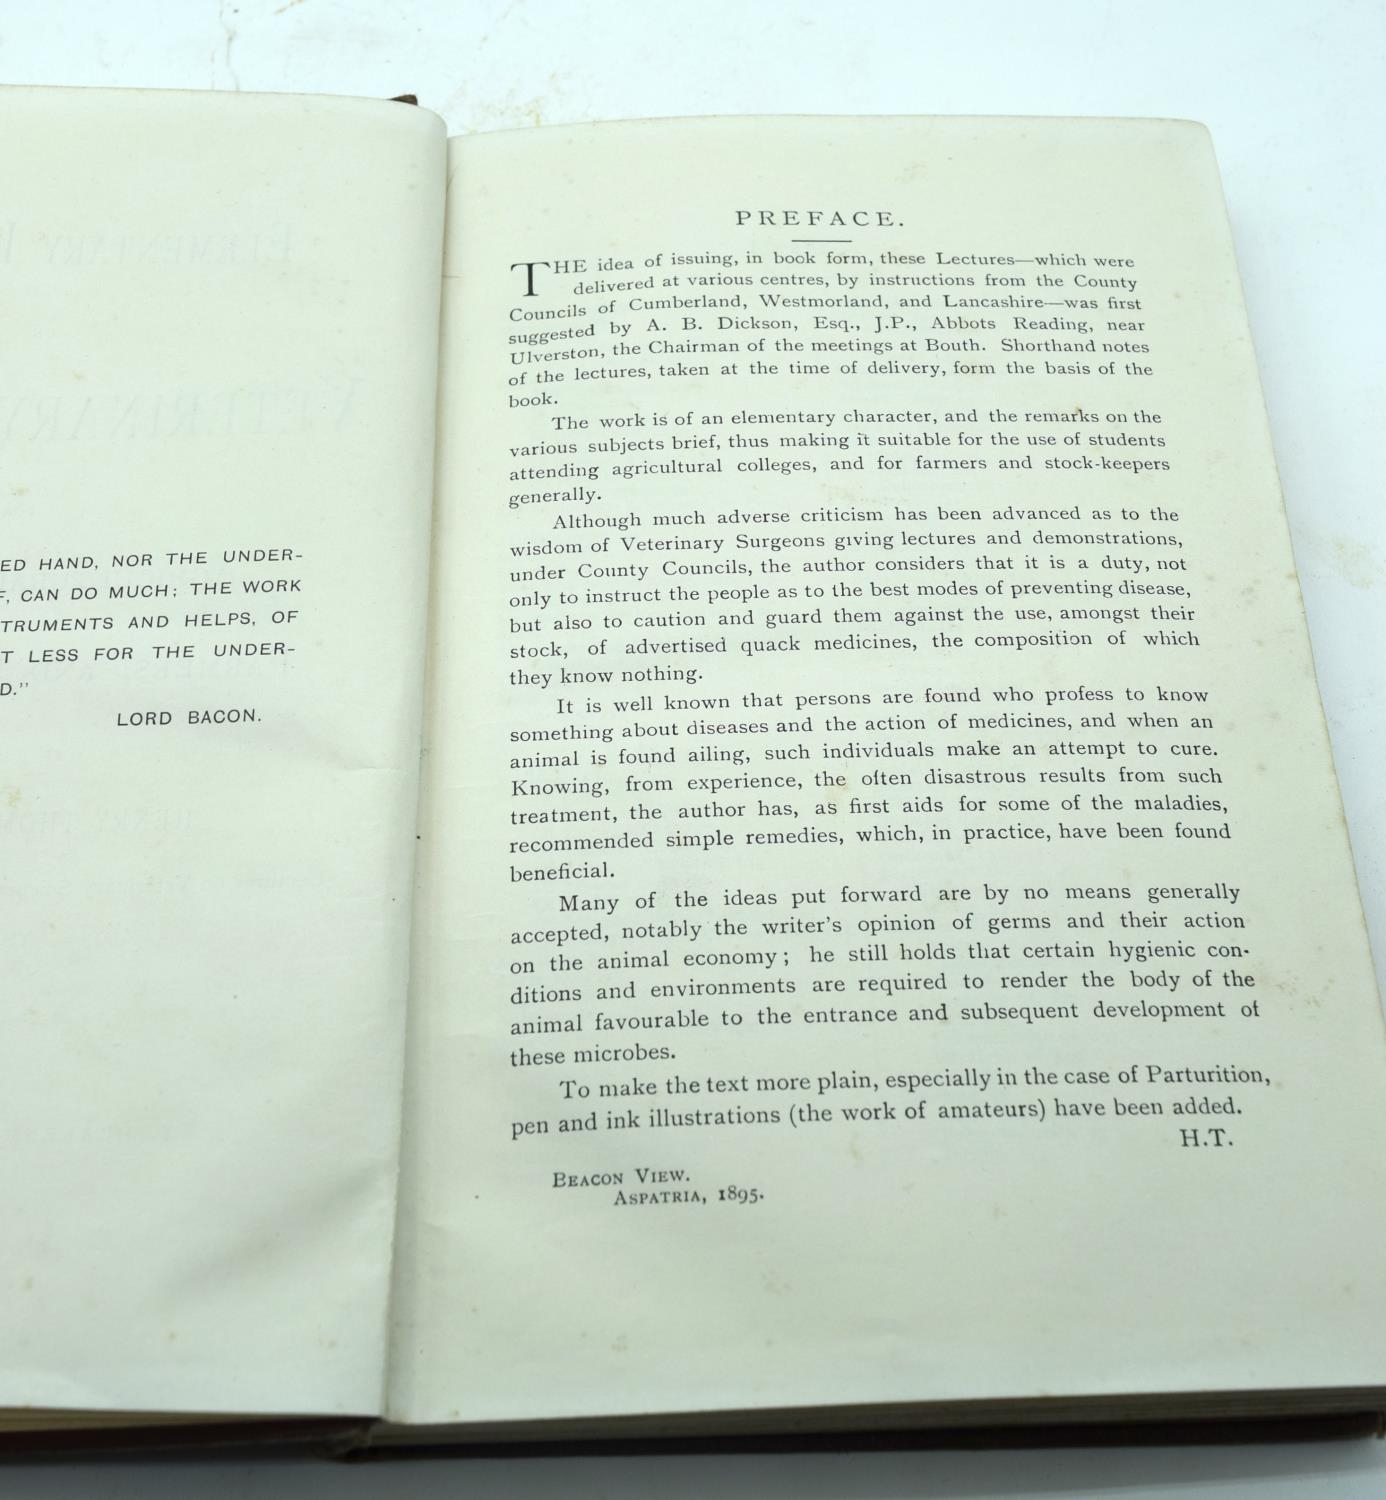 ED HAND, NOR THE UNDER-
F, CAN DO MUCH; THE WORK
TRUMENTS AND HELPS, OF
T LESS FOR THE UNDER-
D."
LORD BACON.
PREFACE.
THE idea of issuing, in book form, these Lectures—which were
delivered at various centres, by instructions from the County
Councils of Cumberland, Westmorland, and Lancashire—was first
suggested by A. B. Dickson, Esq., J.P., Abbots Reading, near
Ulverston, the Chairman of the meetings at Bouth. Shorthand notes
of the lectures, taken at the time of delivery, form the basis of the
book.
The work is of an elementary character, and the remarks on the
various subjects brief, thus making it suitable for the use of students
attending agricultural colleges, and for farmers and stock-keepers
generally.
Although much adverse criticism has been advanced as to the
wisdom of Veterinary Surgeons giving lectures and demonstrations,
under County Councils, the author considers that it is a duty, not
only to instruct the people as to the best modes of preventing disease,
but also to caution and guard them against the use, amongst their
stock, of advertised quack medicines, the composition of which
they know nothing.
It is well known that persons are found who profess to know
something about diseases and the action of medicines, and when an
animal is found ailing, such individuals make an attempt to cure.
Knowing, from experience, the often disastrous results from such
treatment, the author has, as first aids for some of the maladies,
recommended simple remedies, which, in practice, have been found
beneficial.
Many of the ideas put forward are by no means generally
accepted, notably the writer's opinion of germs and their action
on the animal economy; he still holds that certain hygienic con-
ditions and environments are required to render the body of the
animal favourable to the entrance and subsequent development of
these microbes.
To make the text more plain, especially in the case of Parturition,
pen and ink illustrations (the work of amateurs) have been added.
H.T.
BEACON VIEW.
ASPATRIA, 1895.